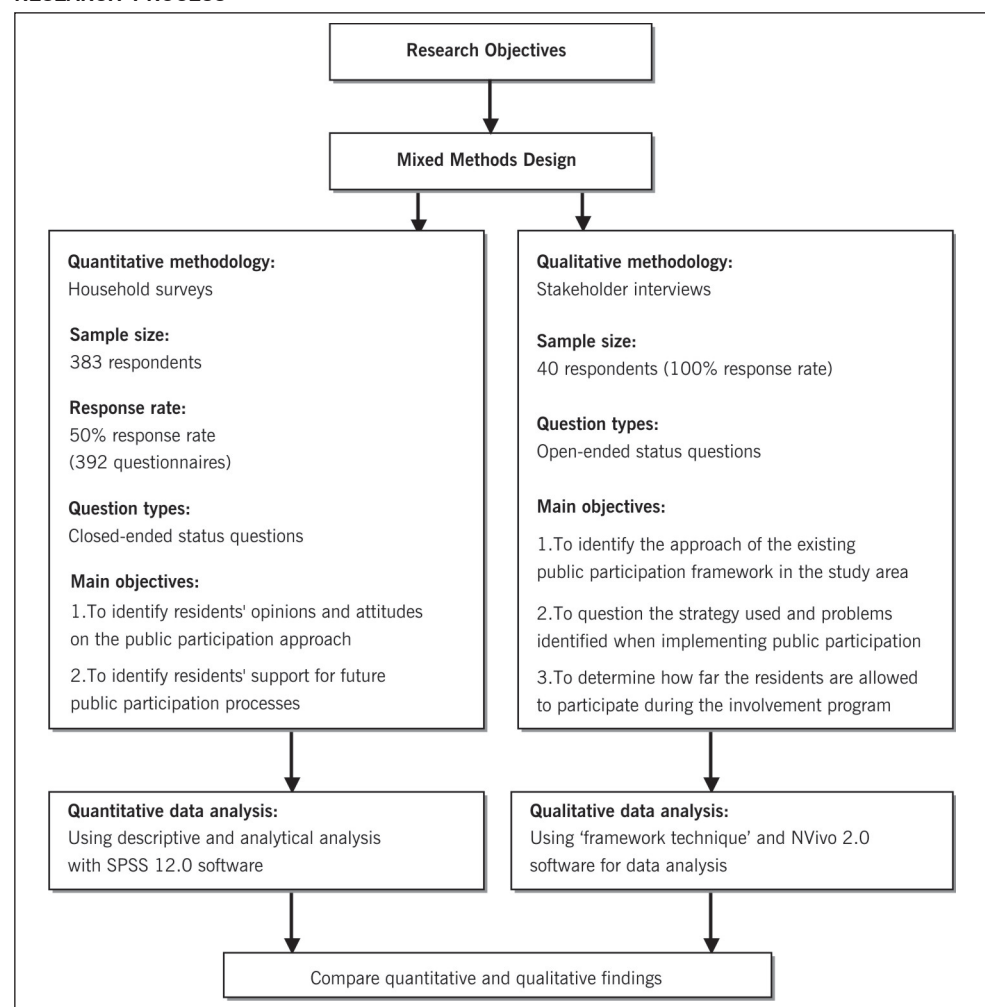 Research Objectives
Mixed Methods Design
Quantitative methodology:
Household surveys
Sample size:
383 respondents
Response rate:
50% response rate
(392 questionnaires)
Question types:
Closed-ended status questions
Main objectives:
1.To identify residents' opinions and attitudes
on the public participation approach
2.To identify residents' support for future
public participation processes
Qualitative methodology:
Stakeholder interviews
Sample size:
40 respondents (100% response rate)
Question types:
Open-ended status questions
Main objectives:
1.To identify the approach of the existing
public participation framework in the study area
2.To question the strategy used and problems
identified when implementing public participation
3.To determine how far the residents are allowed
to participate during the involvement program
Quantitative data analysis:
Using descriptive and analytical analysis
with SPSS 12.0 software
Qualitative data analysis:
Using ‘framework technique’ and NVivo 2.0
software for data analysis
Compare quantitative and qualitative findings